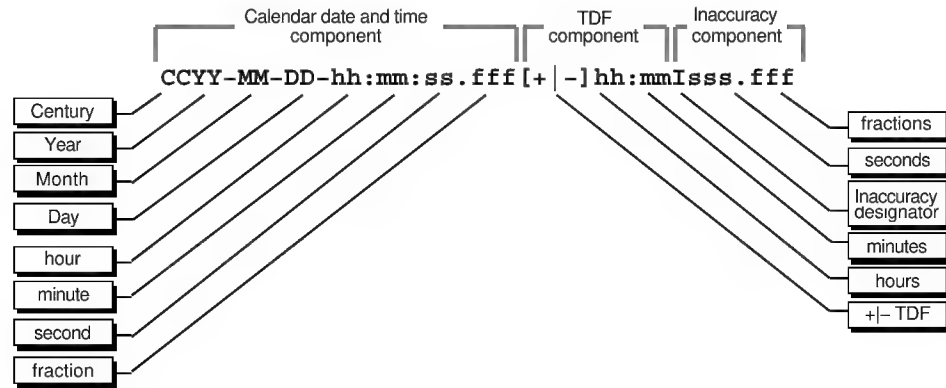 Calendar date and time component
TDF component
Inaccuracy component
CCYY-MM-DD-hh:mm:ss.fff[+|-]hh:mmIsss.fff
Century
Year
Month
Day
hour
minute
second
fraction
fractions
seconds
Inaccuracy designator
minutes
hours
+|– TDF